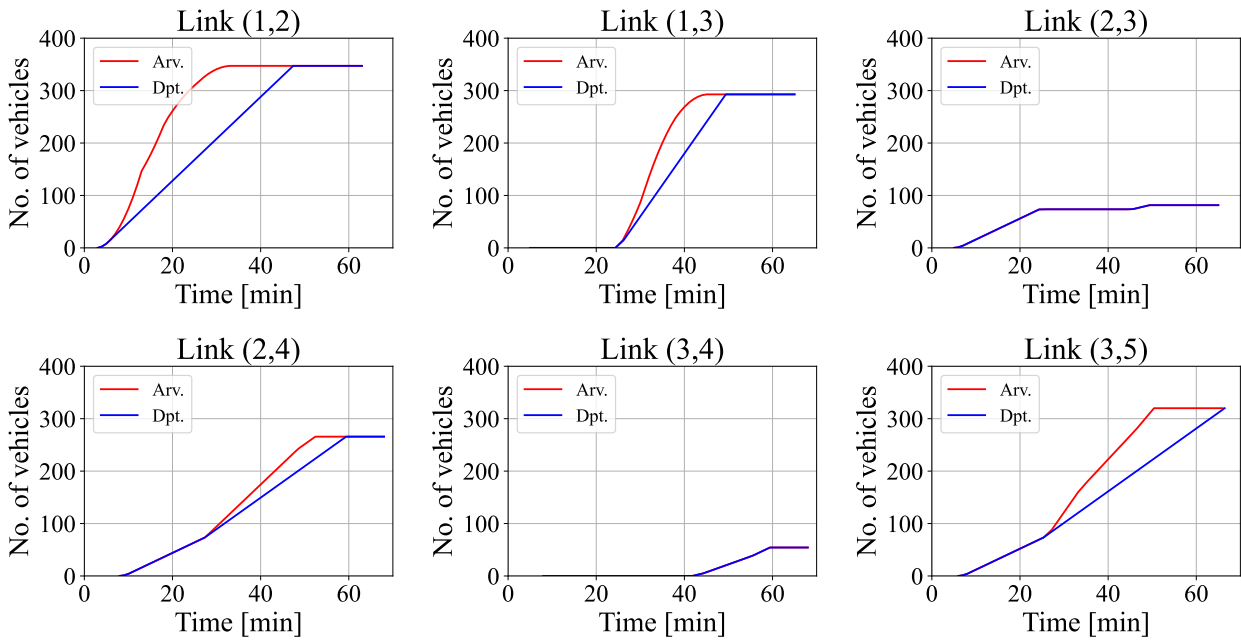 Link (1,2)
No. of vehicles
400
300
200
100
0
Arv.
Dpt.
0 20 40 60
Time [min]
Link (1,3)
No. of vehicles
400
300
200
100
0
Arv.
Dpt.
0 20 40 60
Time [min]
Link (2,3)
No. of vehicles
400
300
200
100
0
Arv.
Dpt.
0 20 40 60
Time [min]
Link (2,4)
No. of vehicles
400
300
200
100
0
Arv.
Dpt.
0 20 40 60
Time [min]
Link (3,4)
No. of vehicles
400
300
200
100
0
Arv.
Dpt.
0 20 40 60
Time [min]
Link (3,5)
No. of vehicles
400
300
200
100
0
Arv.
Dpt.
0 20 40 60
Time [min]